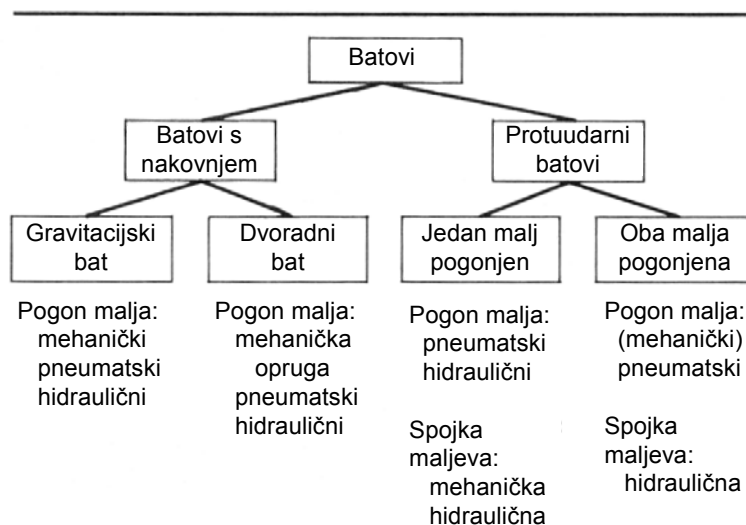 Batovi
Batovi s
nakovnjem
Protuudarni
batovi
Gravitacijski
bat
Dvoradni
bat
Jedan malj
pogonjen
Oba malja
pogonjena
Pogon malja:
mehanički
pneumatski
hidraulični
Pogon malja:
mehanička
opruga
pneumatski
hidraulični
Pogon malja:
pneumatski
hidraulični
Spojka
maljeva:
mehanička
hidraulična
Pogon malja:
(mehanički)
pneumatski
Spojka
maljeva:
hidraulična